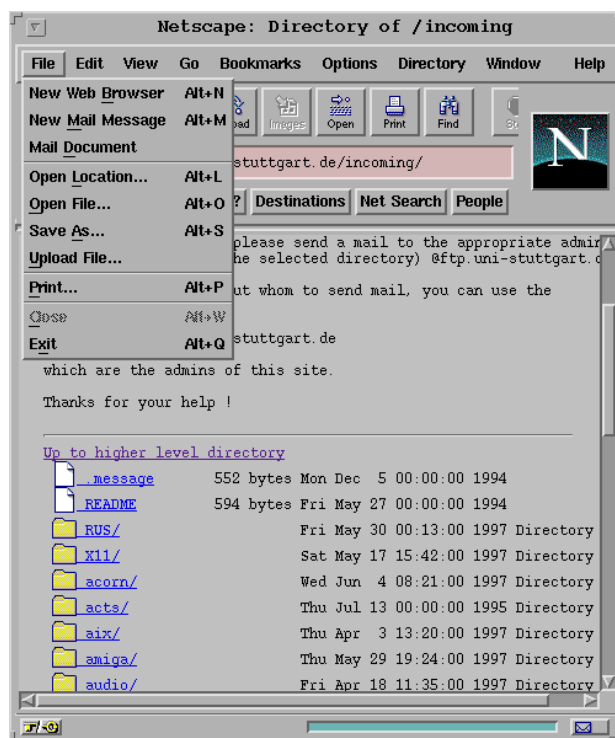 Netscape: Directory of /incoming
File Edit View Go Bookmarks Options Directory Window Help
New Web Browser Alt+N
New Mail Message Alt+M
Mail Document
Open Location... Alt+L
Open File... Alt+O
Save As... Alt+S
Upload File...
Print... Alt+P
Close Alt+W
Exit Alt+Q
oad Images Open Print Find
N
stuttgart.de/incoming/
? Destinations Net Search People
please send a mail to the appropriate admin
he selected directory) @ftp.uni-stuttgart.d
ut whom to send mail, you can use the
stuttgart.de
which are the admins of this site.
Thanks for your help !
Up to higher level directory
.message 552 bytes Mon Dec 5 00:00:00 1994
README 594 bytes Fri May 27 00:00:00 1994
RUS/ Fri May 30 00:13:00 1997 Directory
X11/ Sat May 17 15:42:00 1997 Directory
acorn/ Wed Jun 4 08:21:00 1997 Directory
acts/ Thu Jul 13 00:00:00 1995 Directory
aix/ Thu Apr 3 13:20:00 1997 Directory
amiga/ Thu May 29 19:24:00 1997 Directory
audio/ Fri Apr 18 11:35:00 1997 Directory